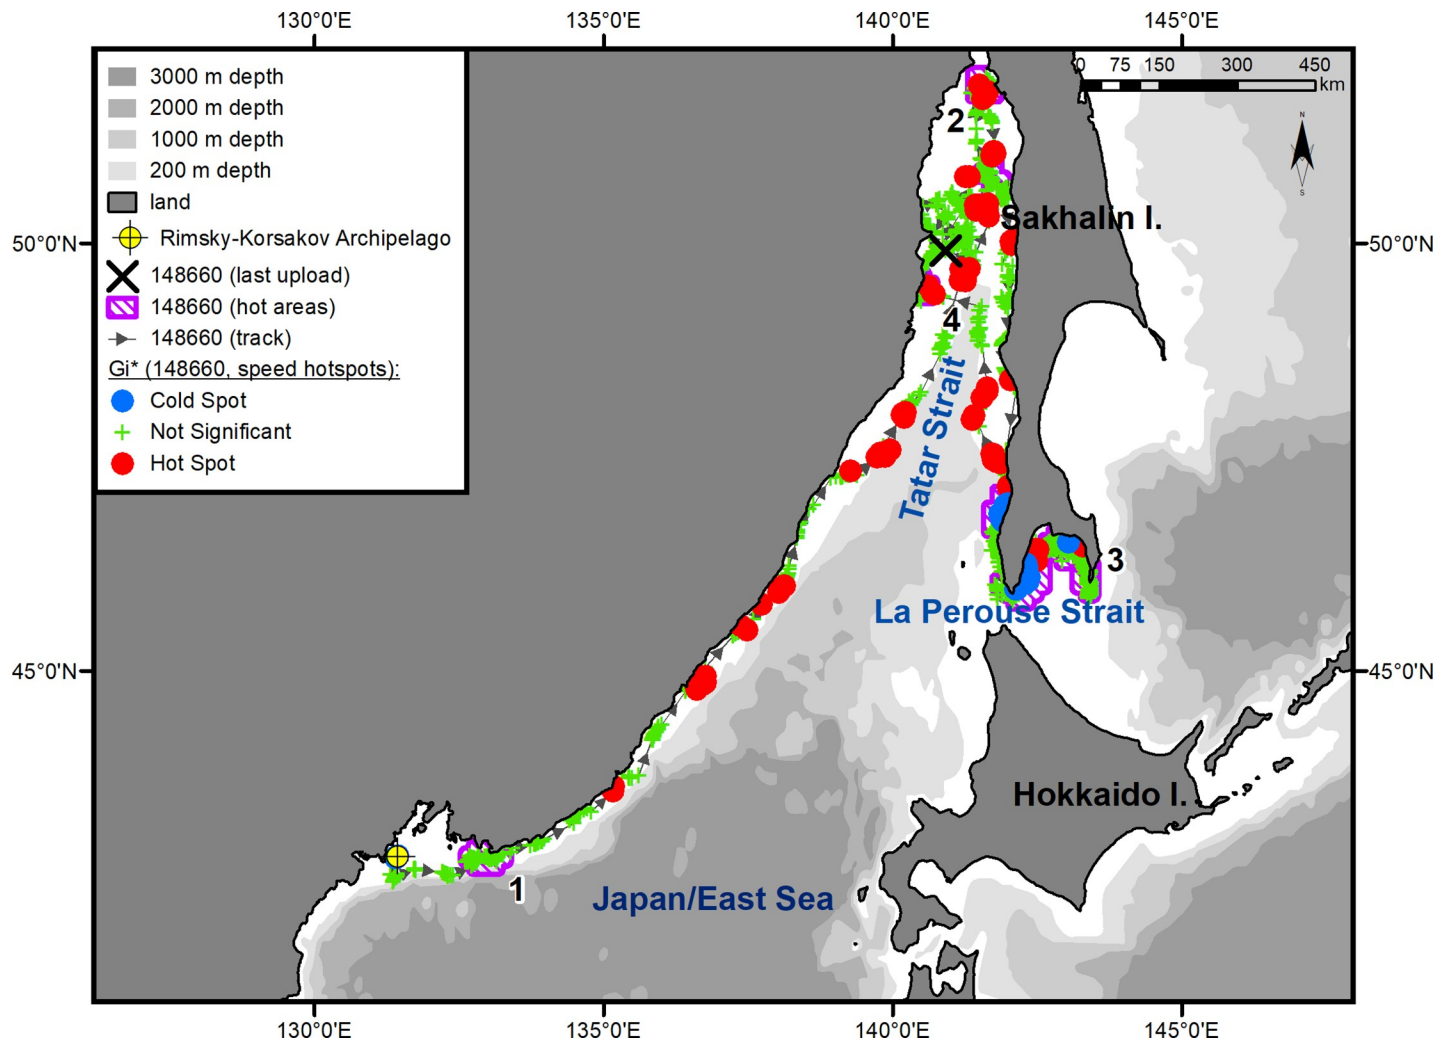 130°0'E 135°0'E 140°0'E 145°0'E
0 75 150 300 450
km
3000 m depth
2000 m depth
1000 m depth
200 m depth
land
Rimsky-Korsakov Archipelago
148660 (last upload)
148660 (hot areas)
148660 (track)
Gi* (148660, speed hotspots):
Cold Spot
Not Significant
Hot Spot
N
S
2
Sakhalin I.
50°0'N 50°0'N
4
Tatar Strait
3
La Perouse Strait
45°0'N 45°0'N
Hokkaido I.
1
Japan/East Sea
130°0'E 135°0'E 140°0'E 145°0'E